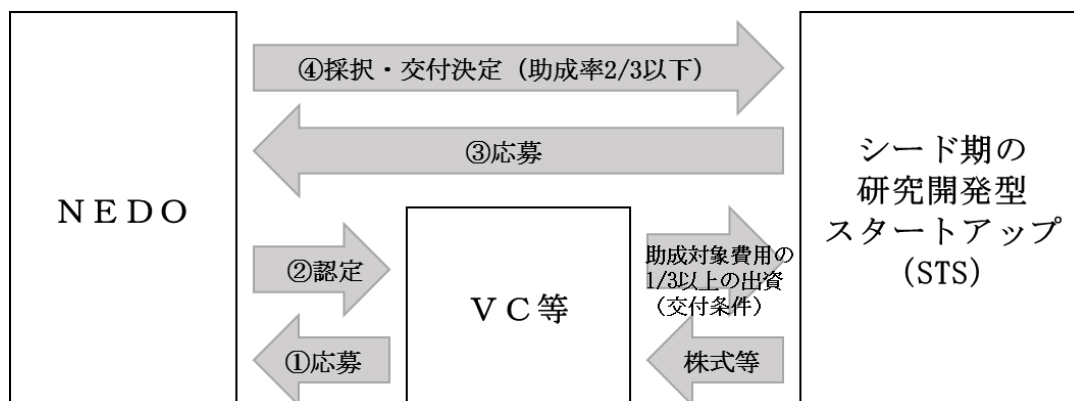 ④採択・交付決定（助成率2/3以下）
③応募
ＮＥＤＯ
②認定
①応募
ＶＣ等
助成対象費用の
1/3以上の出資
（交付条件）
株式等
シード期の
研究開発型
スタートアップ
（STS）